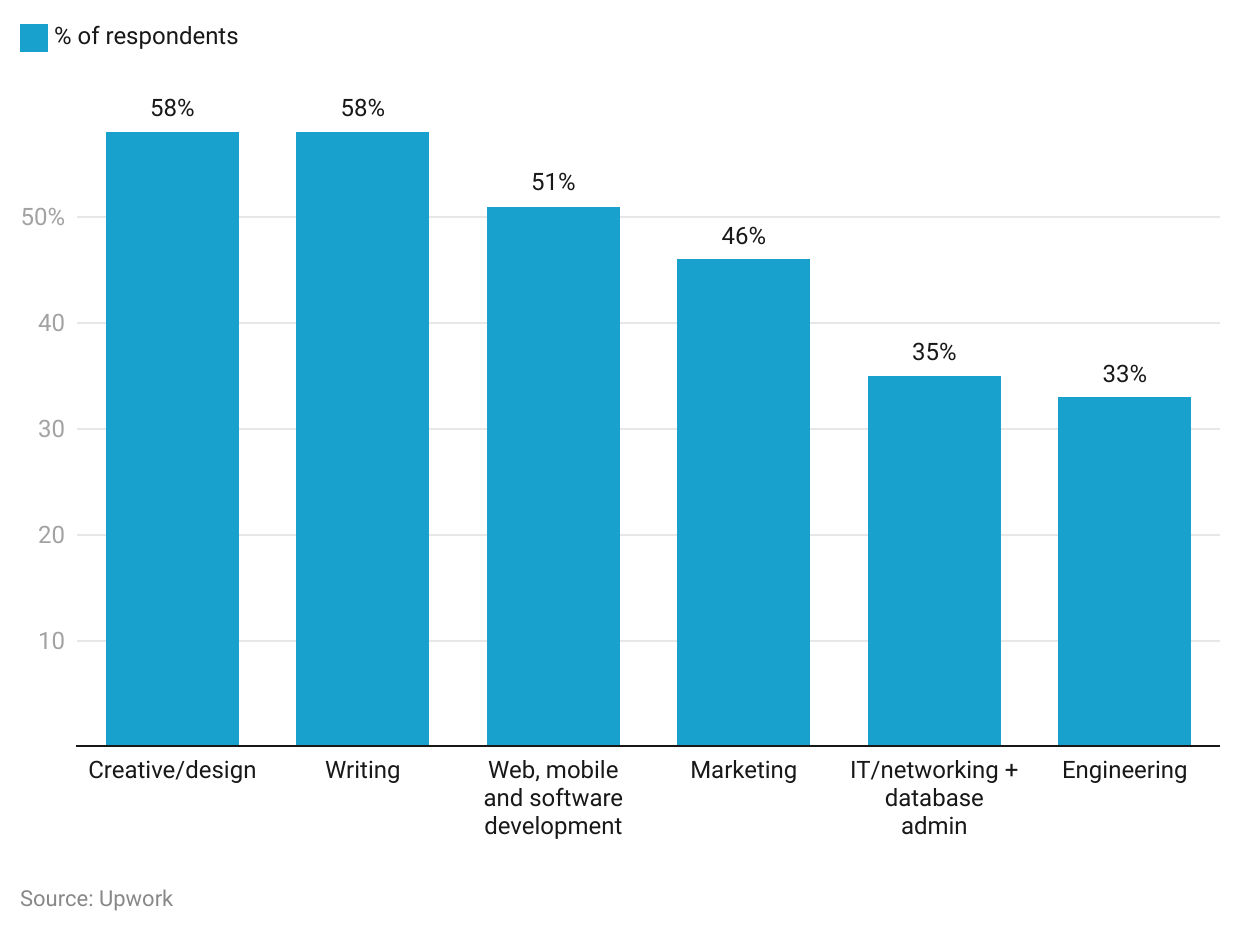 % of respondents
58%
58%
51%
46%
35%
33%
50%
40
30
20
10
Creative/design
Writing
Web, mobile
and software
development
Marketing
IT/networking +
database
admin
Engineering
Source: Upwork